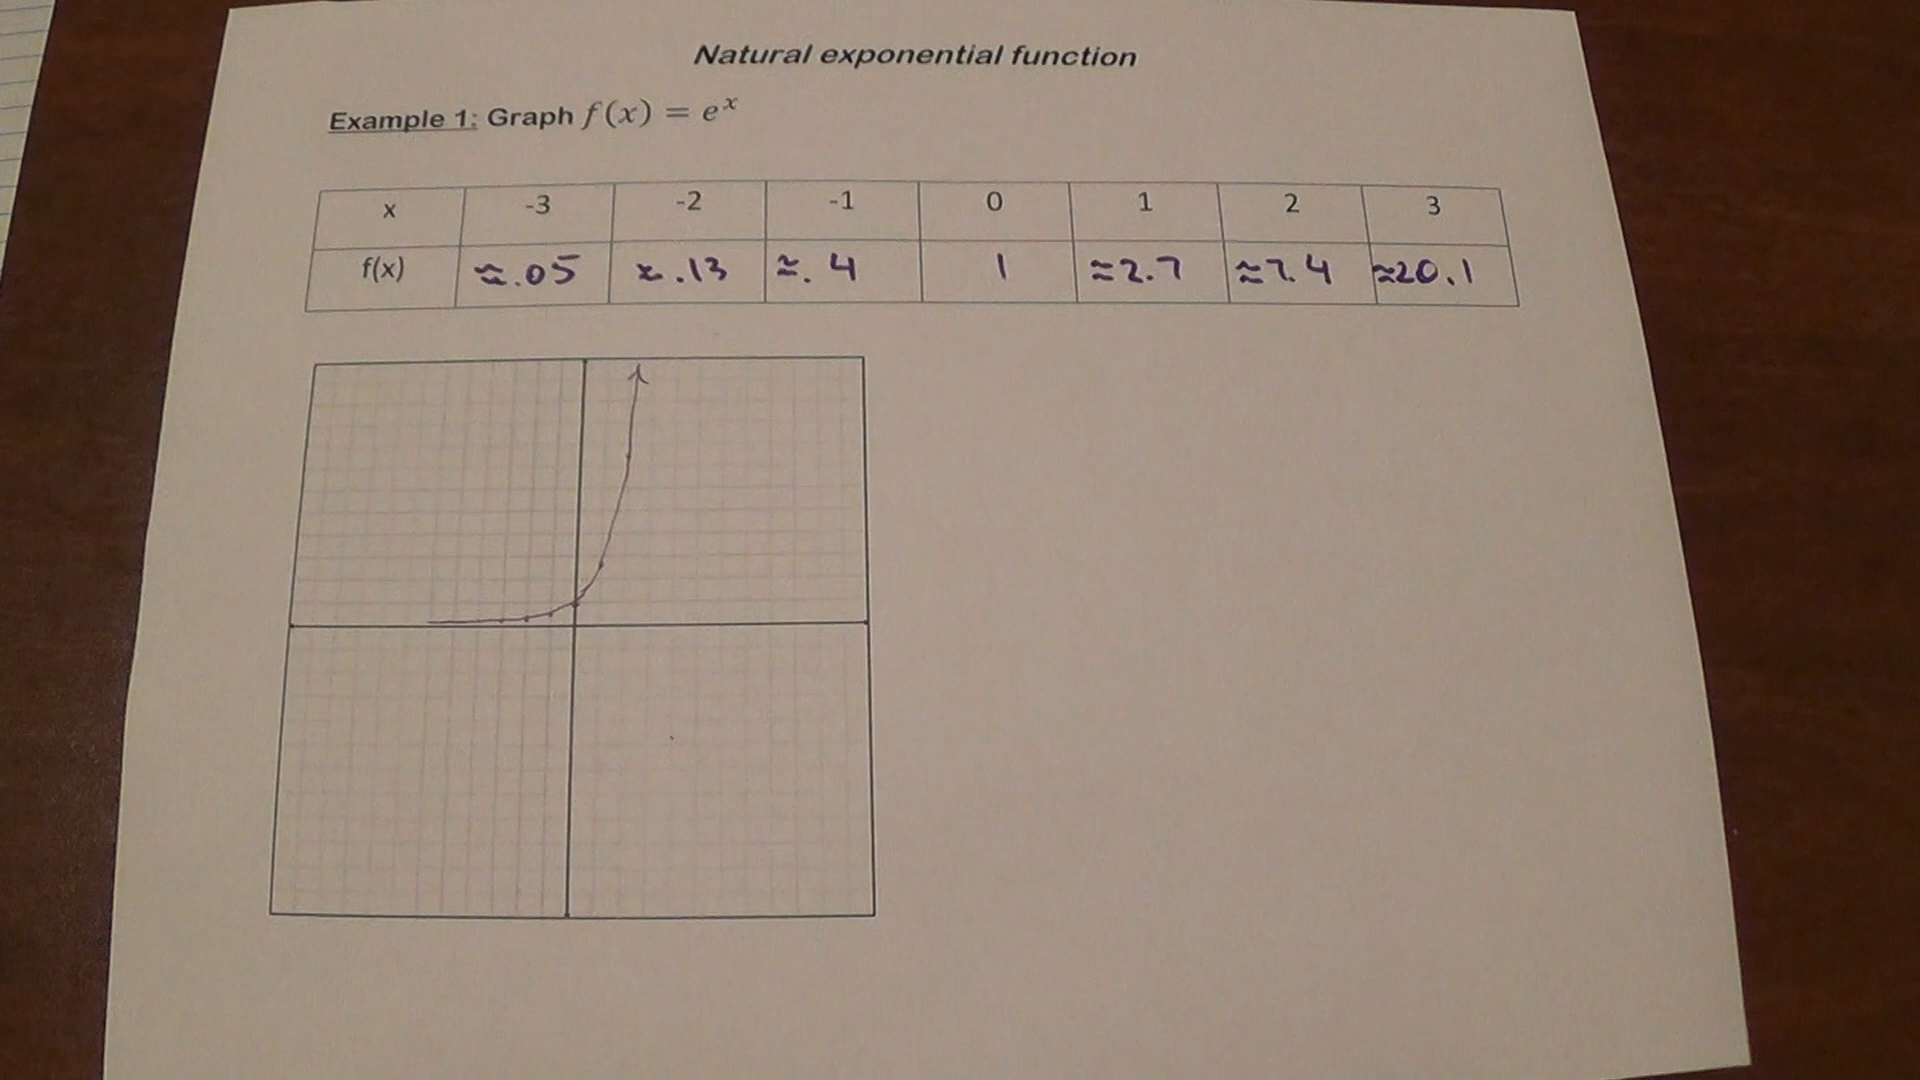 Natural exponential function
Example 1: Graph f(x) = eˣ
x -3 -2 -1 0 1 2 3
f(x) ≈.05 ≈.13 ≈.4 1 ≈2.7 ≈7.4 ≈20.1